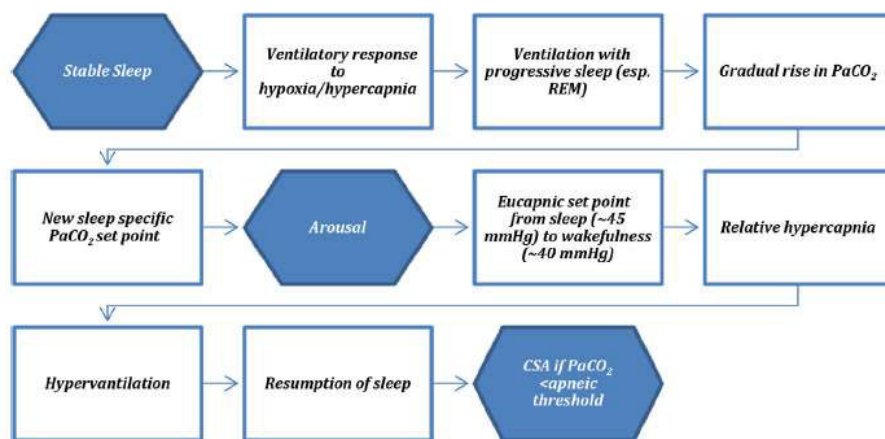 Stable Sleep
Ventilatory response
to
hypoxia/hypercapnia
Ventilation with
progressive sleep (esp.
REM)
Gradual rise in PaCO₂
New sleep specific
PaCO₂ set point
Arousal
Eucapnic set point
from sleep (~45
mmHg) to wakefulness
(~40 mmHg)
Relative hypercapnia
Hypervantilation
Resumption of sleep
CSA if PaCO₂
<apneic
threshold